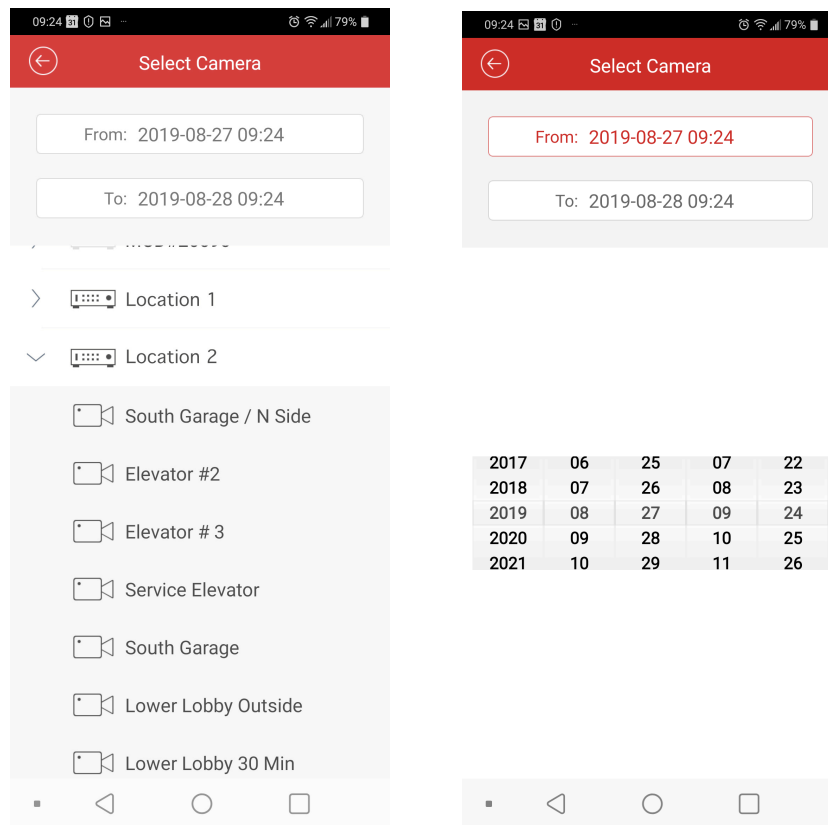 09:24 31 79%
Select Camera
From: 2019-08-27 09:24
To: 2019-08-28 09:24
Location 1
Location 2
South Garage / N Side
Elevator #2
Elevator # 3
Service Elevator
South Garage
Lower Lobby Outside
Lower Lobby 30 Min
09:24 31 79%
Select Camera
From: 2019-08-27 09:24
To: 2019-08-28 09:24
2017 06 25 07 22
2018 07 26 08 23
2019 08 27 09 24
2020 09 28 10 25
2021 10 29 11 26